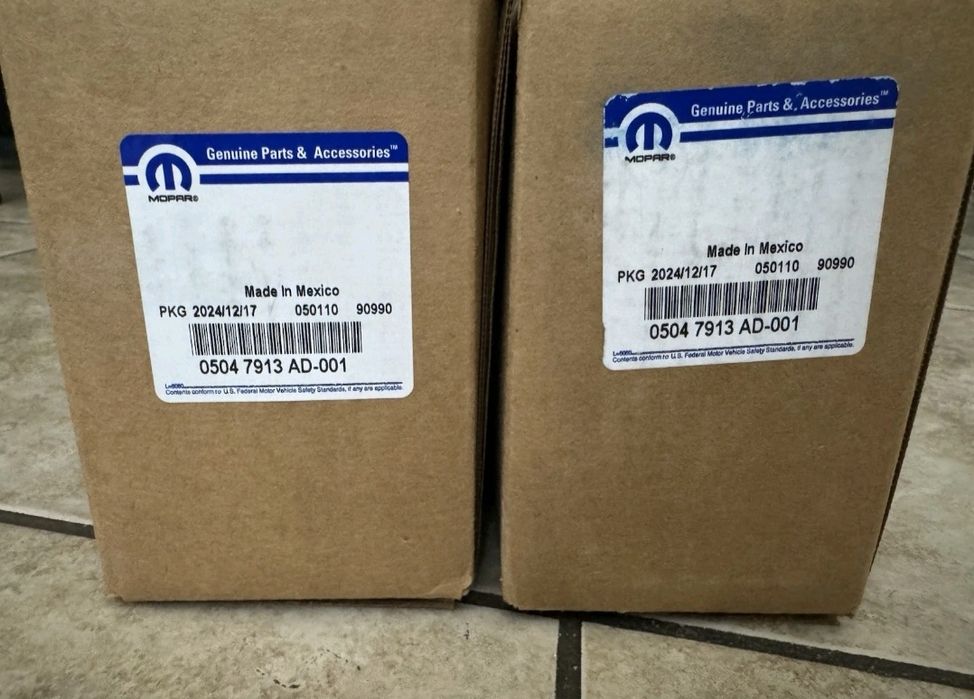 Genuine Parts & Accessories™
MOPAR®
Made In Mexico
PKG 2024/12/17 050110 90990
0504 7913 AD-001
L-6060
Contents conform to U.S. Federal Motor Vehicle Safety Standards, if any are applicable.
Genuine Parts & Accessories™
MOPAR®
Made In Mexico
PKG 2024/12/17 050110 90990
0504 7913 AD-001
Contents conform to U.S. Federal Motor Vehicle Safety Standards, if any are applicable.